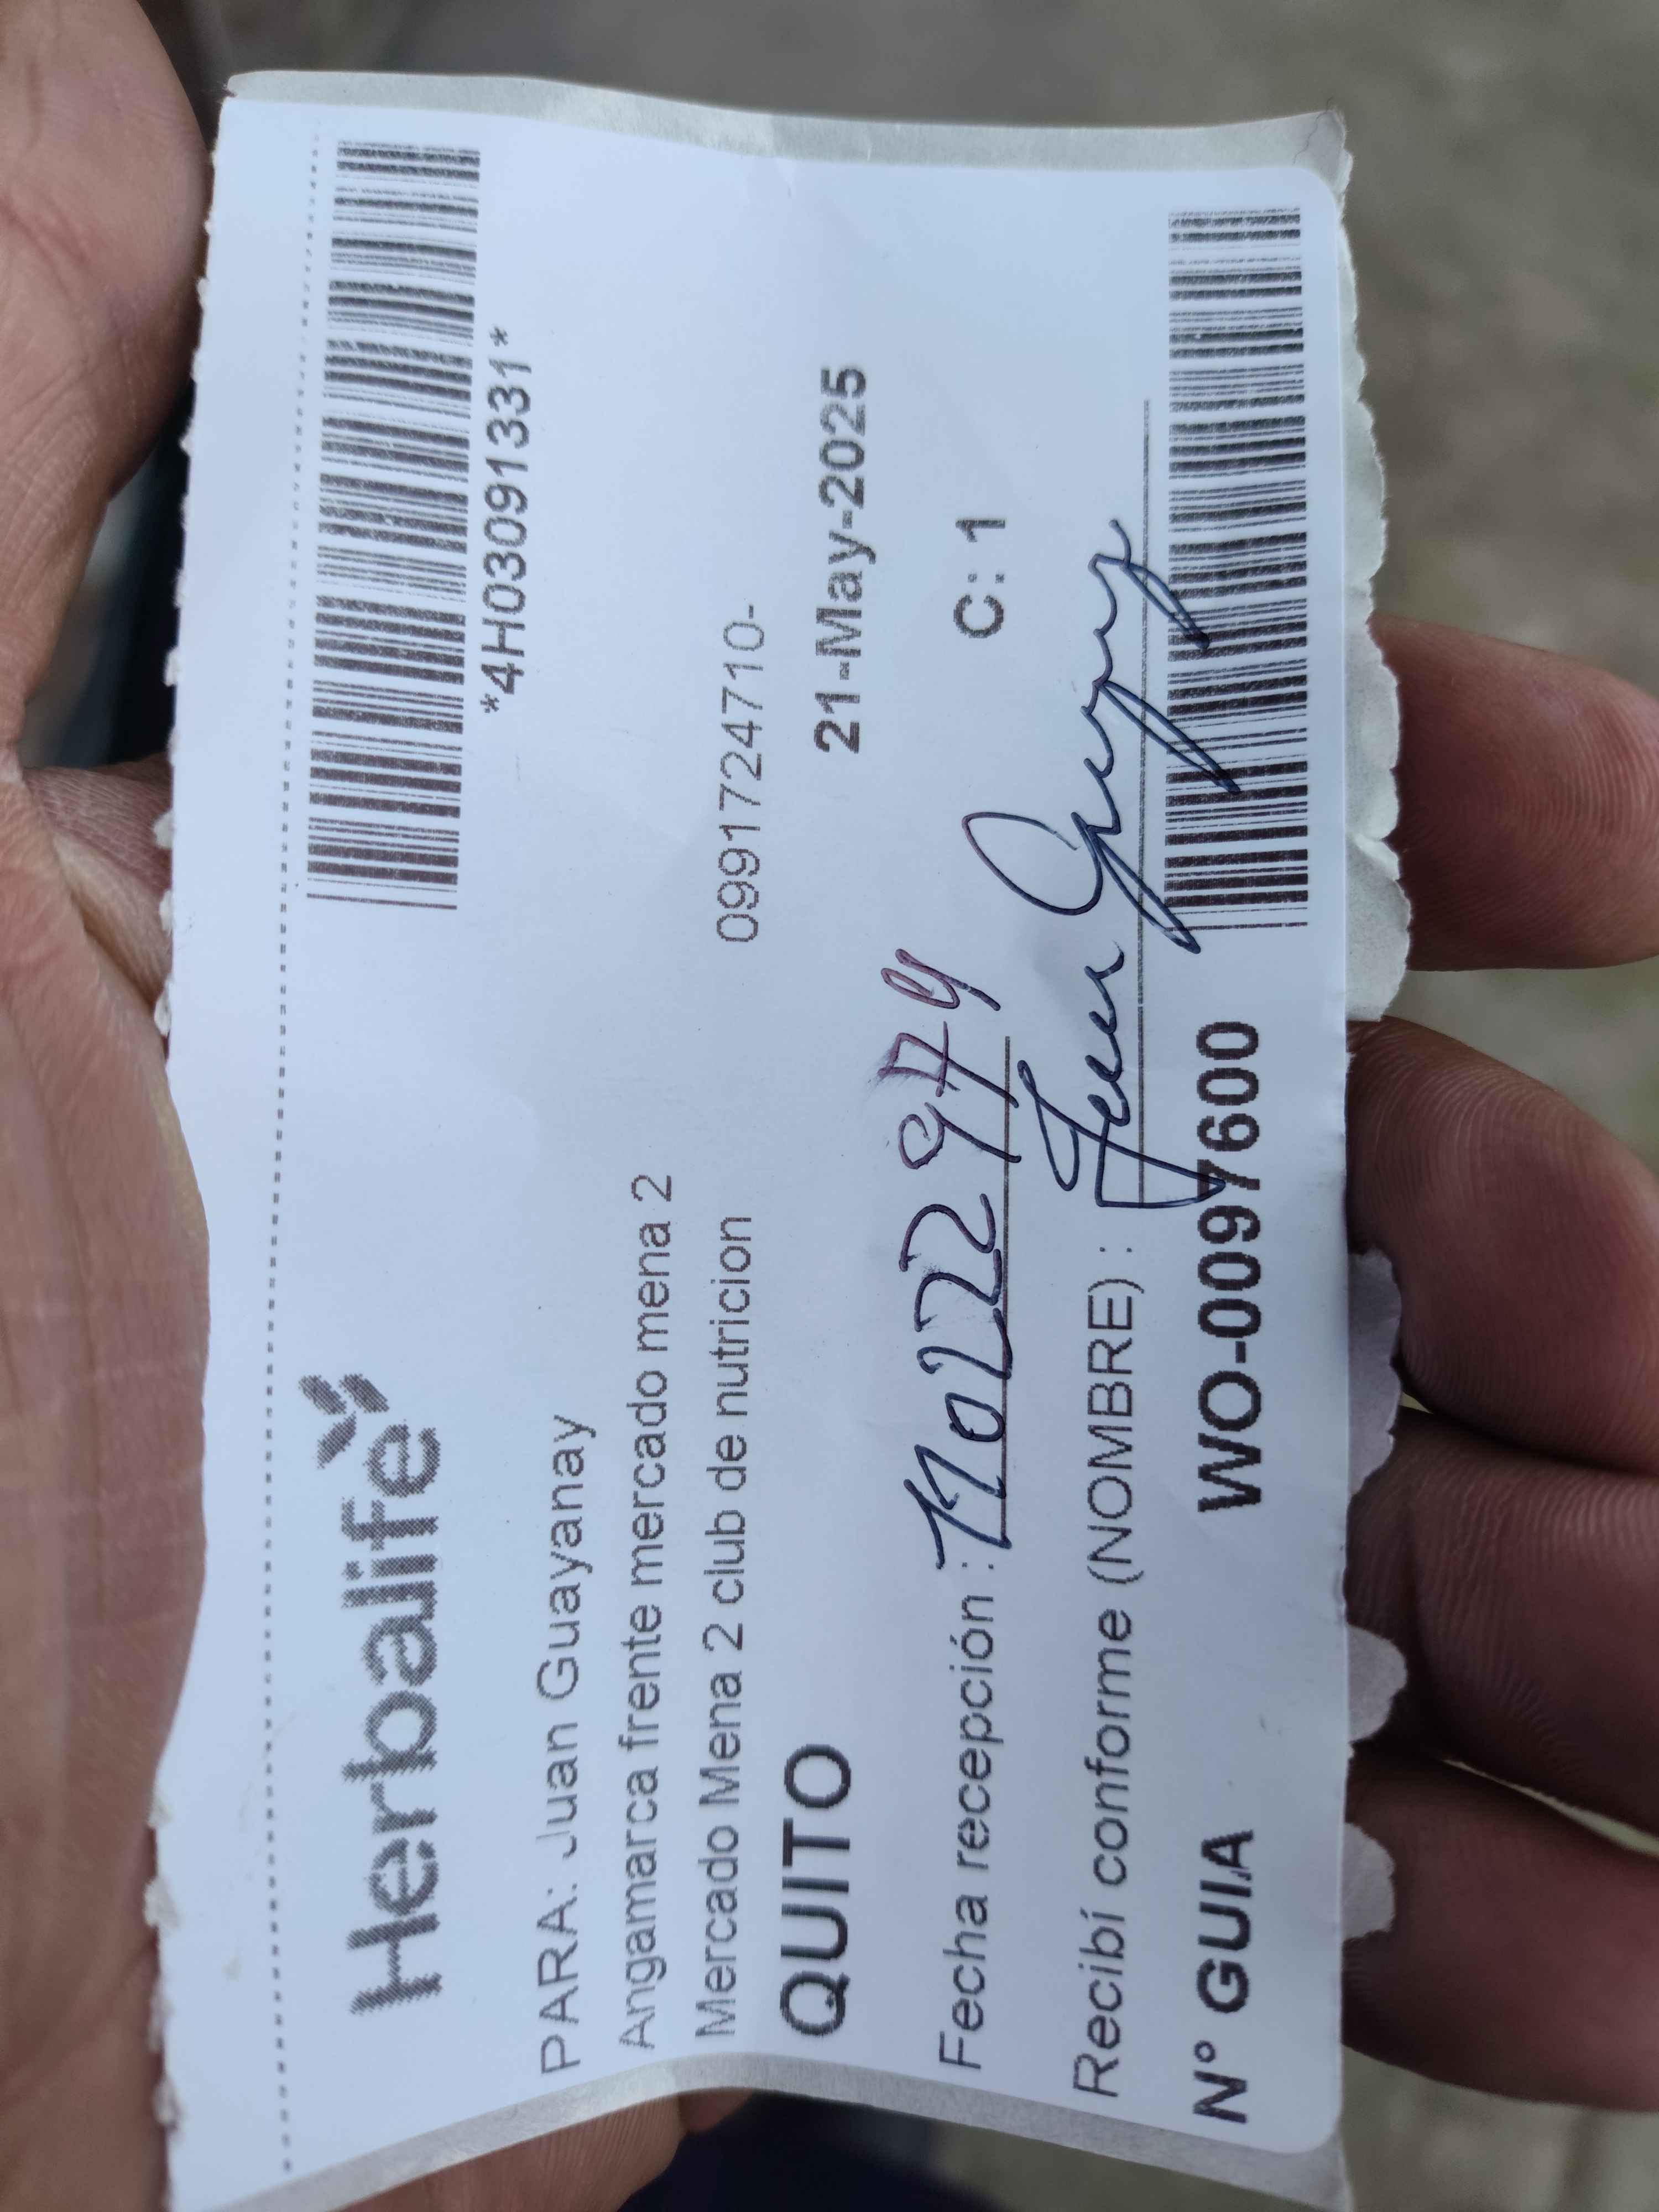 Herbalife
*4H03091331*
PARA: Juan Guayanay
Angamarca frente mercado mena 2
Mercado Mena 2 club de nutricion 0991724710-
QUITO 21-May-2025
Fecha recepción : C: 1
Recibí conforme (NOMBRE) :
N° GUIA WO-0097600